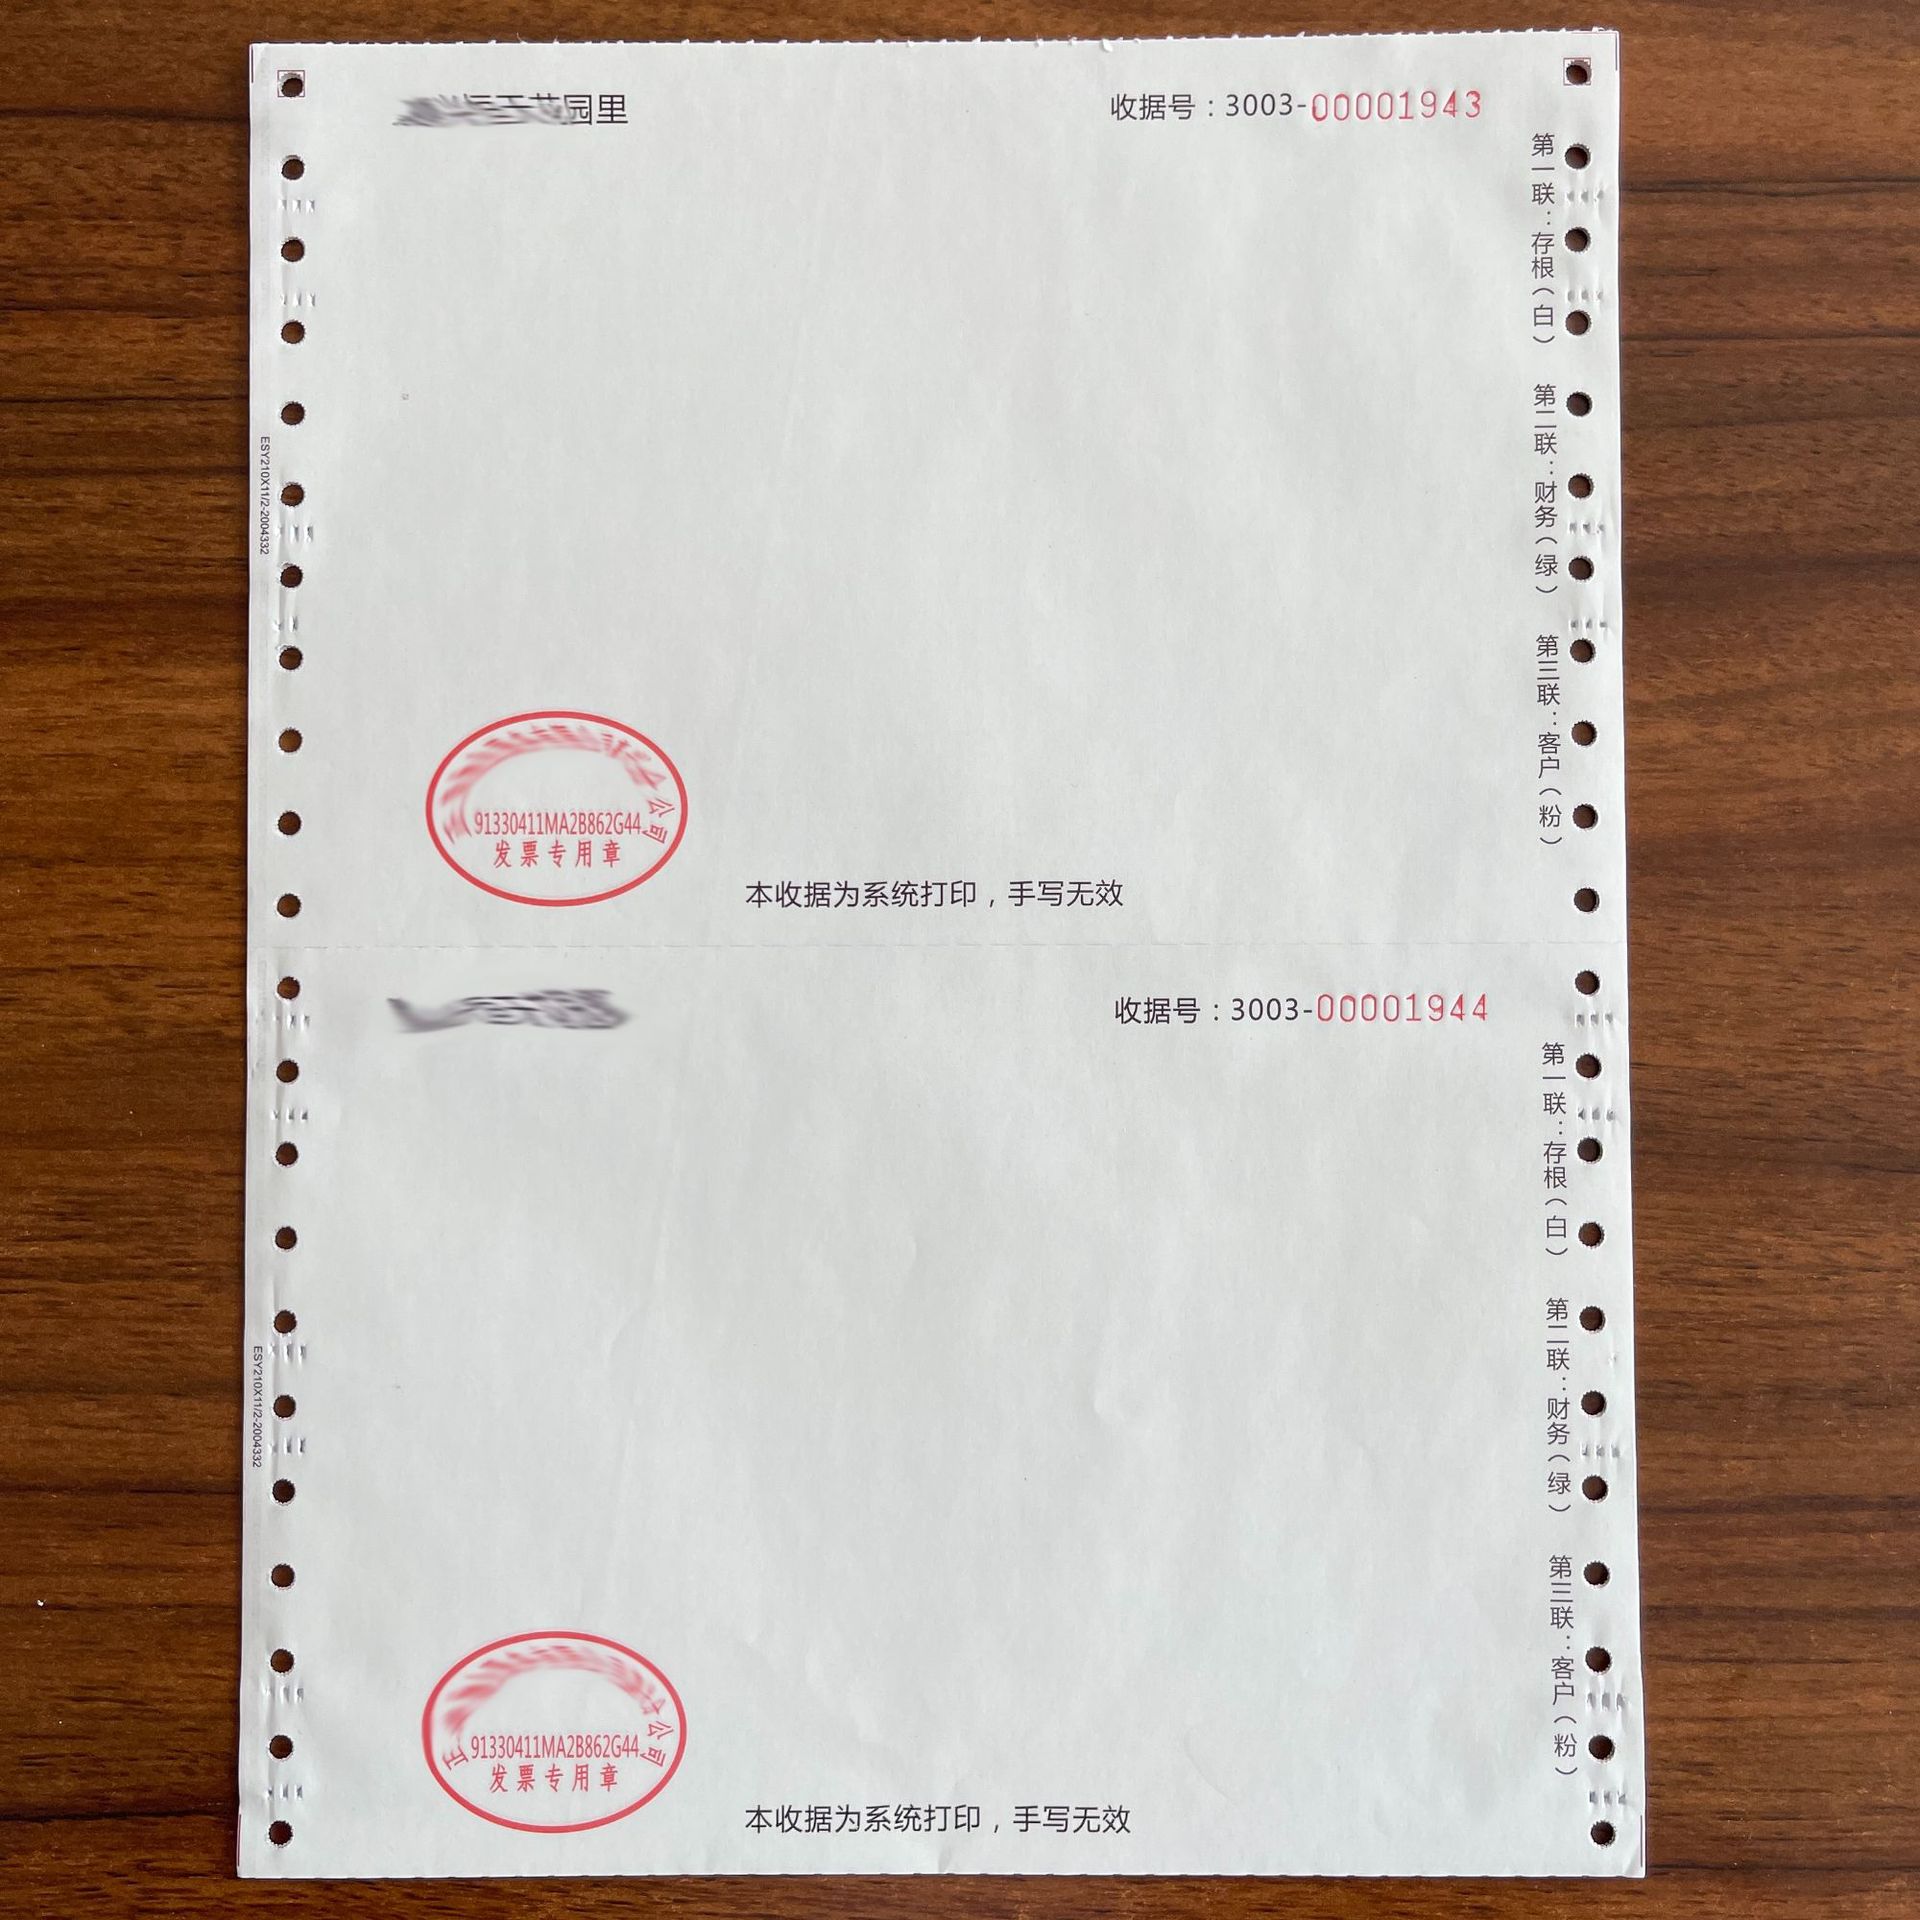 园里
收据号：3003-00001943
第一联：存根（白）
第二联：财务（绿）
第三联：客户（粉）
ESY210X11/2-2004332
公司
91330411MA2B862G44
发票专用章
本收据为系统打印，手写无效
收据号：3003-00001944
第一联：存根（白）
第二联：财务（绿）
第三联：客户（粉）
ESY210X11/2-2004332
公司
91330411MA2B862G44
发票专用章
本收据为系统打印，手写无效